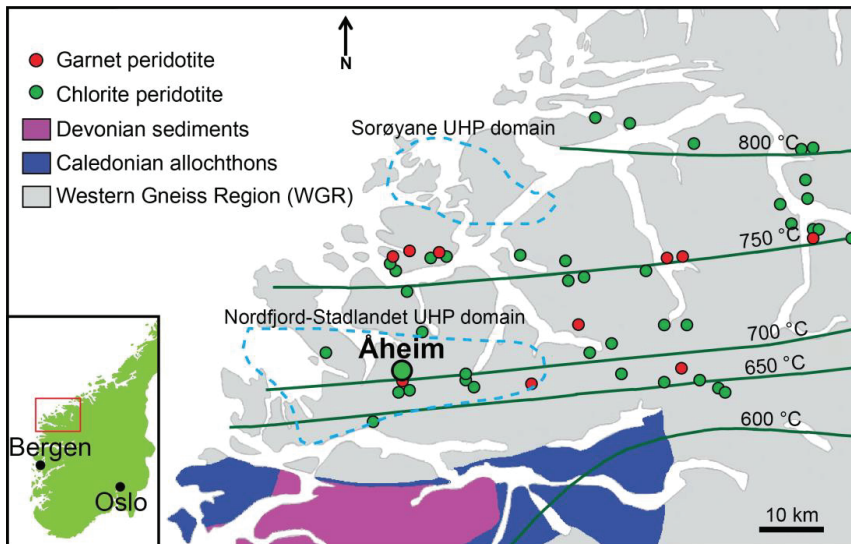 Garnet peridotite
Chlorite peridotite
Devonian sediments
Caledonian allochthons
Western Gneiss Region (WGR)
N
Sorøyane UHP domain
800 °C
750 °C
Nordfjord-Stadlandet UHP domain
Åheim
700 °C
650 °C
600 °C
Bergen
Oslo
10 km